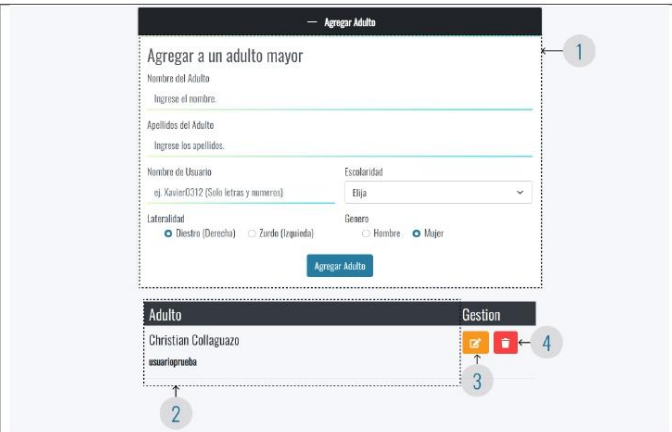 — Agregar Adulto
Agregar a un adulto mayor
Nombre del Adulto
Ingrese el nombre.
Apellidos del Adulto
Ingrese los apellidos.
Nombre de Usuario Escolaridad
ej. Xavier0312 (Solo letras y numeros) Elija
Lateralidad Genero
Diestro (Derecha) Zurdo (Izquieda) Hombre Mujer
Agregar Adulto
1
Adulto Gestion
Christian Collaguazo
usuarioprueba
4
3
2